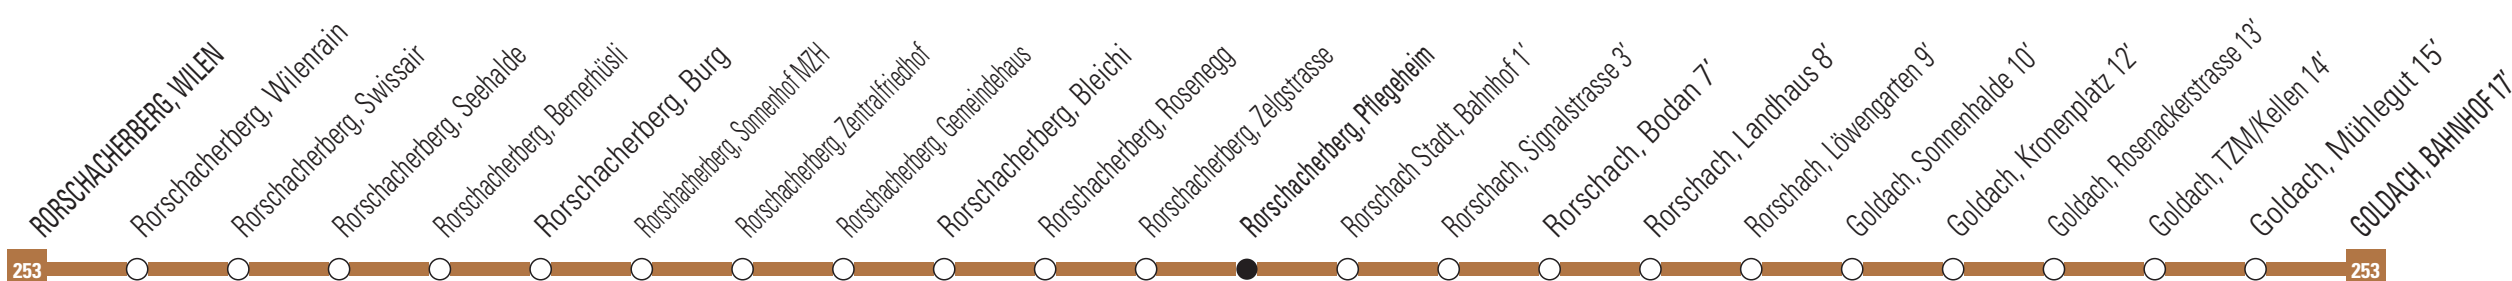 RORSCHACHERBERG, WILEN
Rorschacherberg, Wilenrain
Rorschacherberg, Swissair
Rorschacherberg, Seehalde
Rorschacherberg, Bernerhüsli
Rorschacherberg, Burg
Rorschacherberg, Sonnenhof MZH
Rorschacherberg, Zentralfriedhof
Rorschacherberg, Gemeindehaus
Rorschacherberg, Bleichi
Rorschacherberg, Rosenegg
Rorschacherberg, Zelgstrasse
Rorschacherberg, Pflegeheim
Rorschach Stadt, Bahnhof 1'
Rorschach, Signalstrasse 3'
Rorschach, Bodan 7'
Rorschach, Landhaus 8'
Rorschach, Löwengarten 9'
Goldach, Sonnenhalde 10'
Goldach, Kronenplatz 12'
Goldach, Rosenackerstrasse 13'
Goldach, TZM/Kellen 14'
Goldach, Mühlegut 15'
GOLDACH, BAHNHOF 17'
253
253